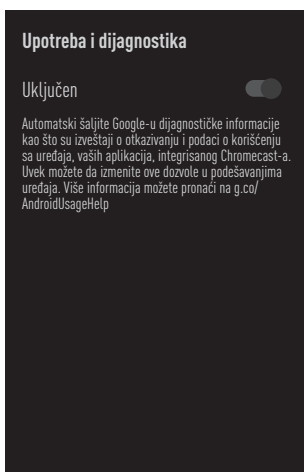 Upotreba i dijagnostika
Uključen
Automatski šaljite Google-u dijagnostičke informacije
kao što su izveštaji o otkazivanju i podaci o korišćenju
sa uređaja, vaših aplikacija, integrisanog Chromecast-a.
Uvek možete da izmenite ove dozvole u podešavanjima
uređaja. Više informacija možete pronaći na g.co/
AndroidUsageHelp